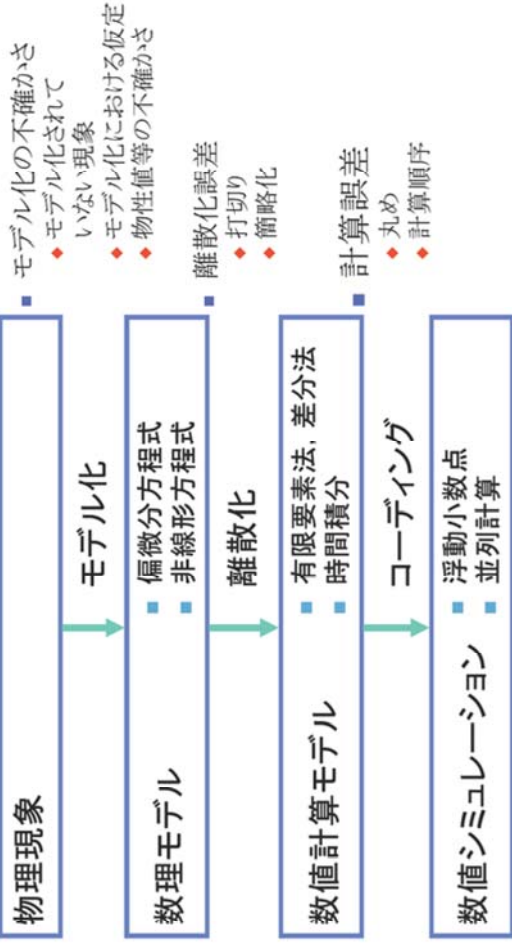 物理現象
モデル化
■ モデル化の不確かさ
◆ モデル化されて
いない現象
◆ モデル化における仮定
◆ 物性値等の不確かさ
数理モデル
■ 偏微分方程式
■ 非線形方程式
離散化
■ 離散化誤差
◆ 打切り
◆ 簡略化
数値計算モデル
■ 有限要素法, 差分法
■ 時間積分
コーディング
■ 計算誤差
◆ 丸め
◆ 計算順序
数値シミュレーション
■ 浮動小数点
■ 並列計算